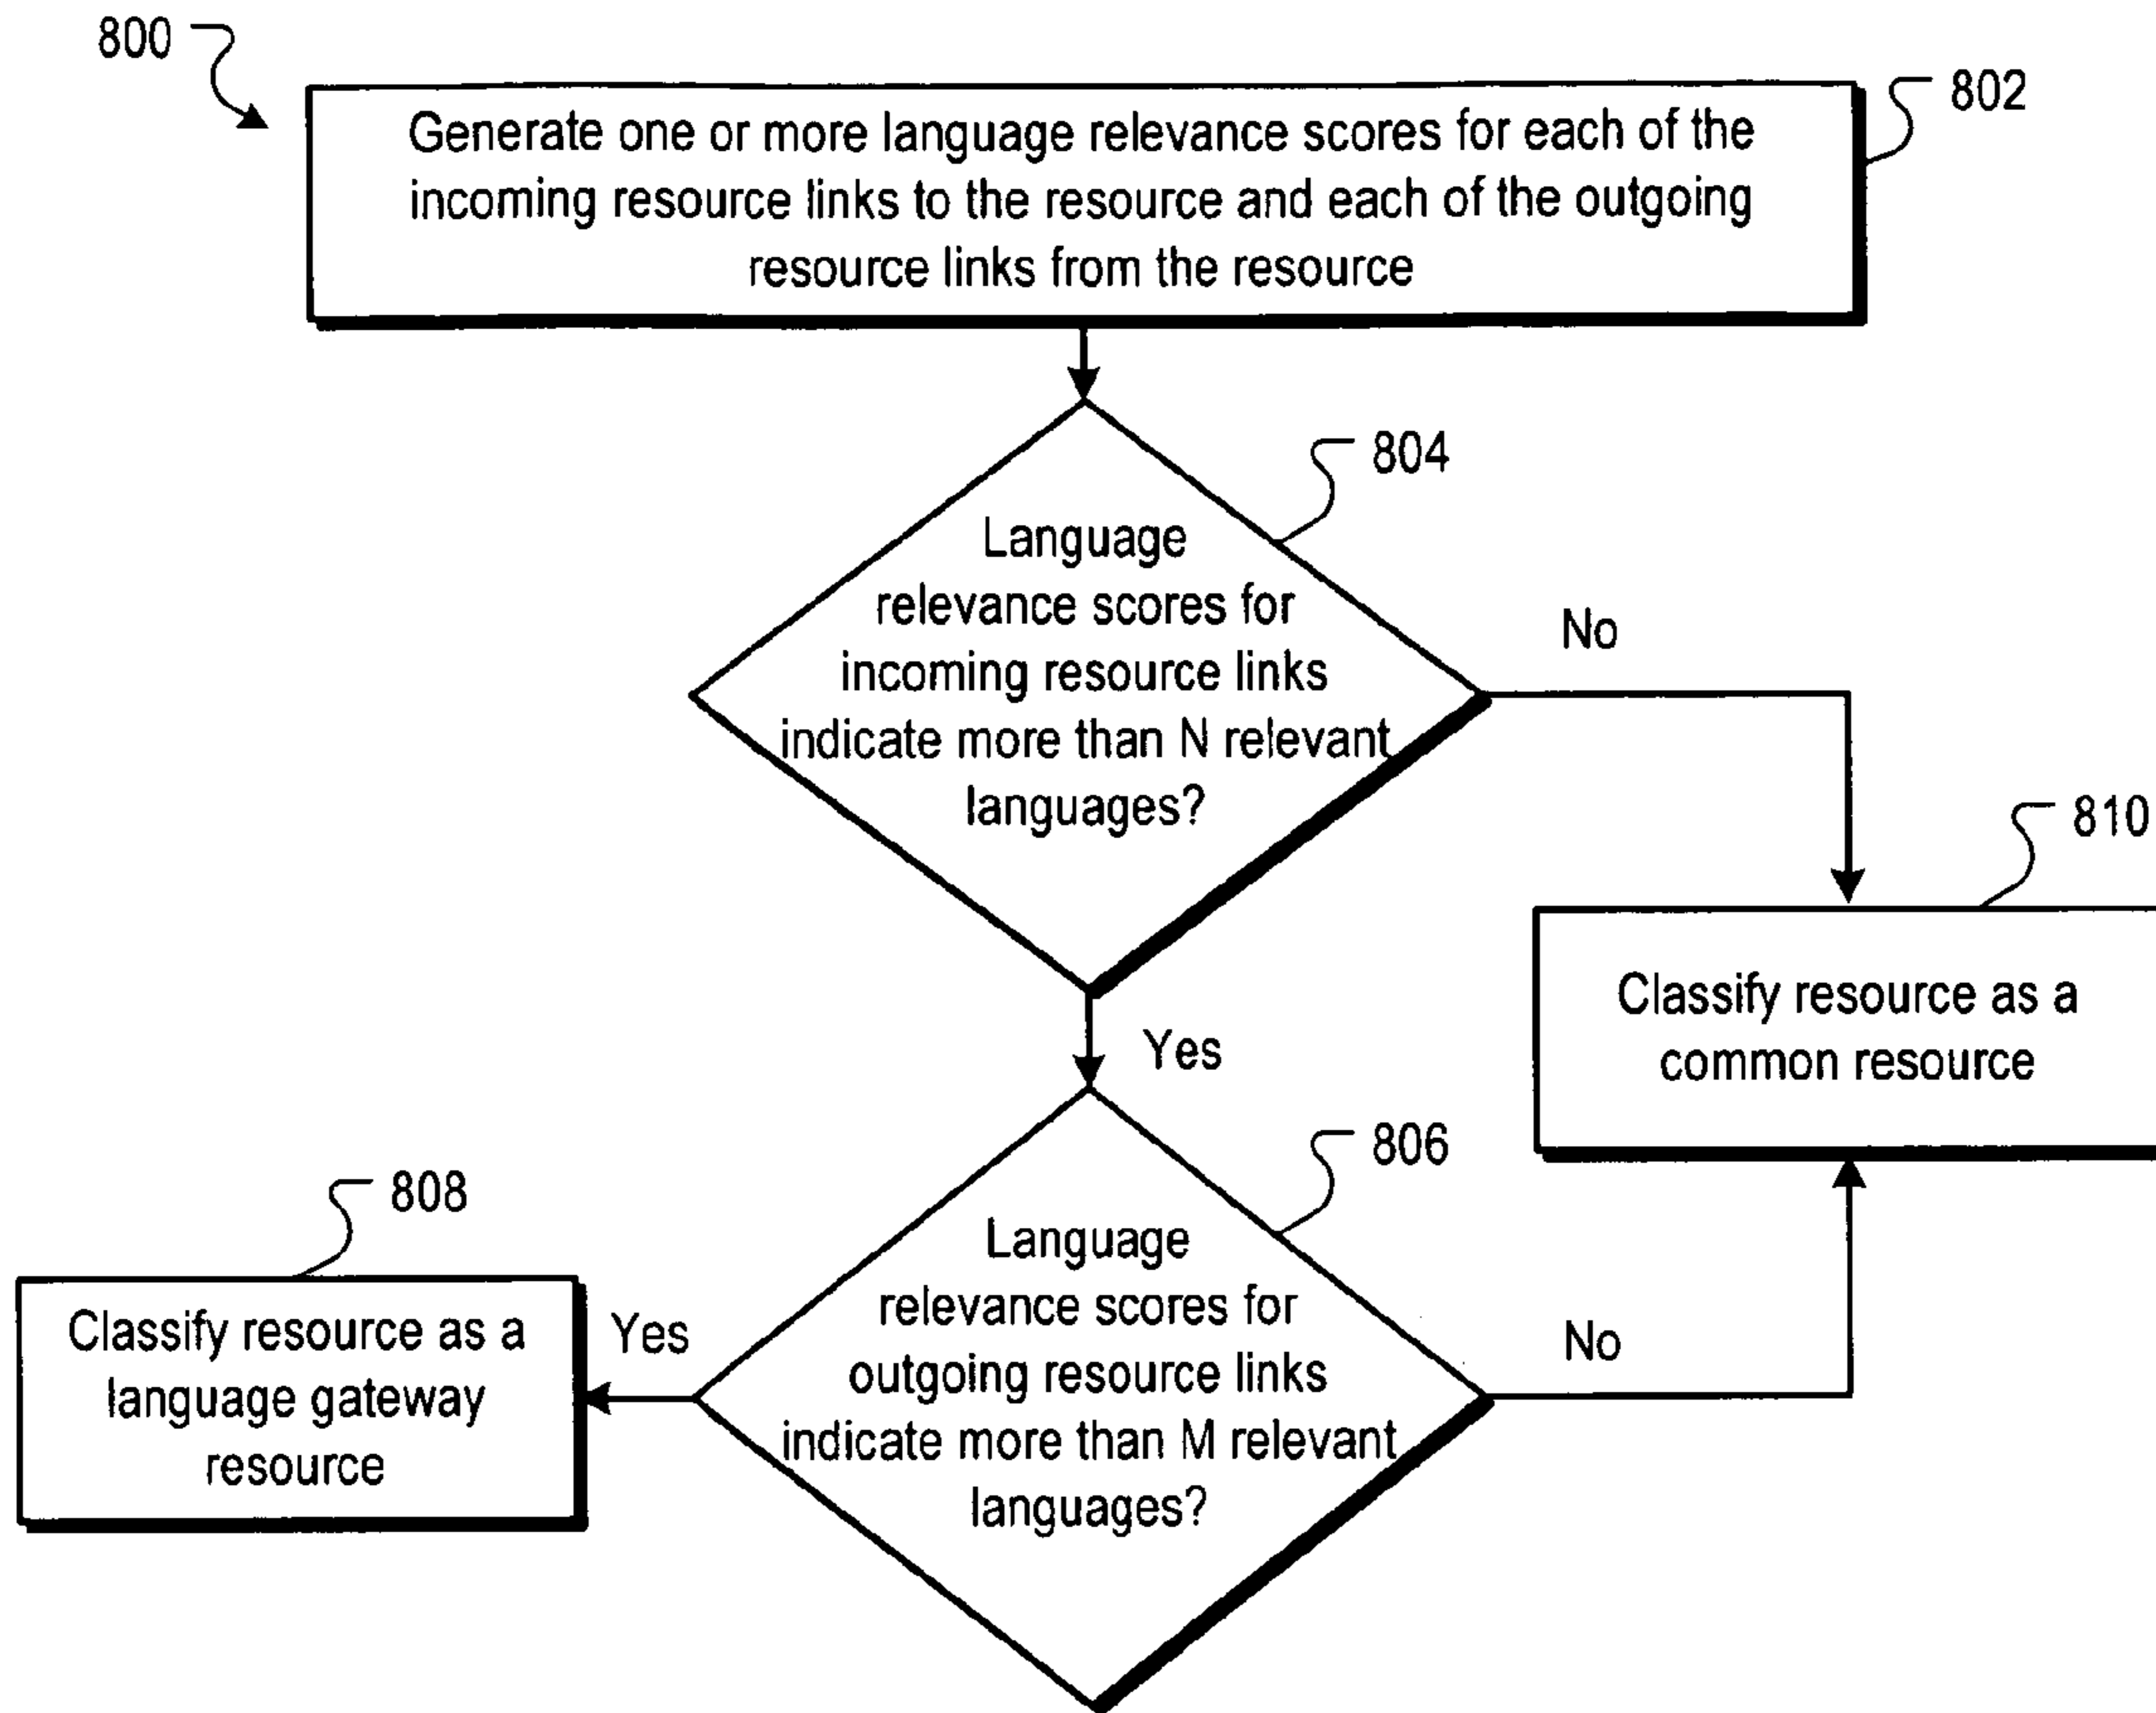 800
802
Generate one or more language relevance scores for each of the
incoming resource links to the resource and each of the outgoing
resource links from the resource
804
Language
relevance scores for
incoming resource links
indicate more than N relevant
languages?
No
Yes
810
Classify resource as a
common resource
806
Language
relevance scores for
outgoing resource links
indicate more than M relevant
languages?
No
Yes
808
Classify resource as a
language gateway
resource